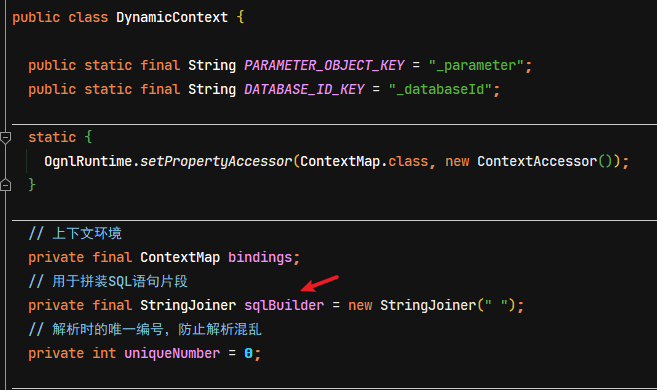 public class DynamicContext {
public static final String PARAMETER_OBJECT_KEY = "_parameter";
public static final String DATABASE_ID_KEY = "_databaseId";
static {
OgnlRuntime.setPropertyAccessor(ContextMap.class, new ContextAccessor());
}
// 上下文环境
private final ContextMap bindings;
// 用于拼装SQL语句片段
private final StringJoiner sqlBuilder = new StringJoiner(" ");
// 解析时的唯一编号，防止解析混乱
private int uniqueNumber = 0;